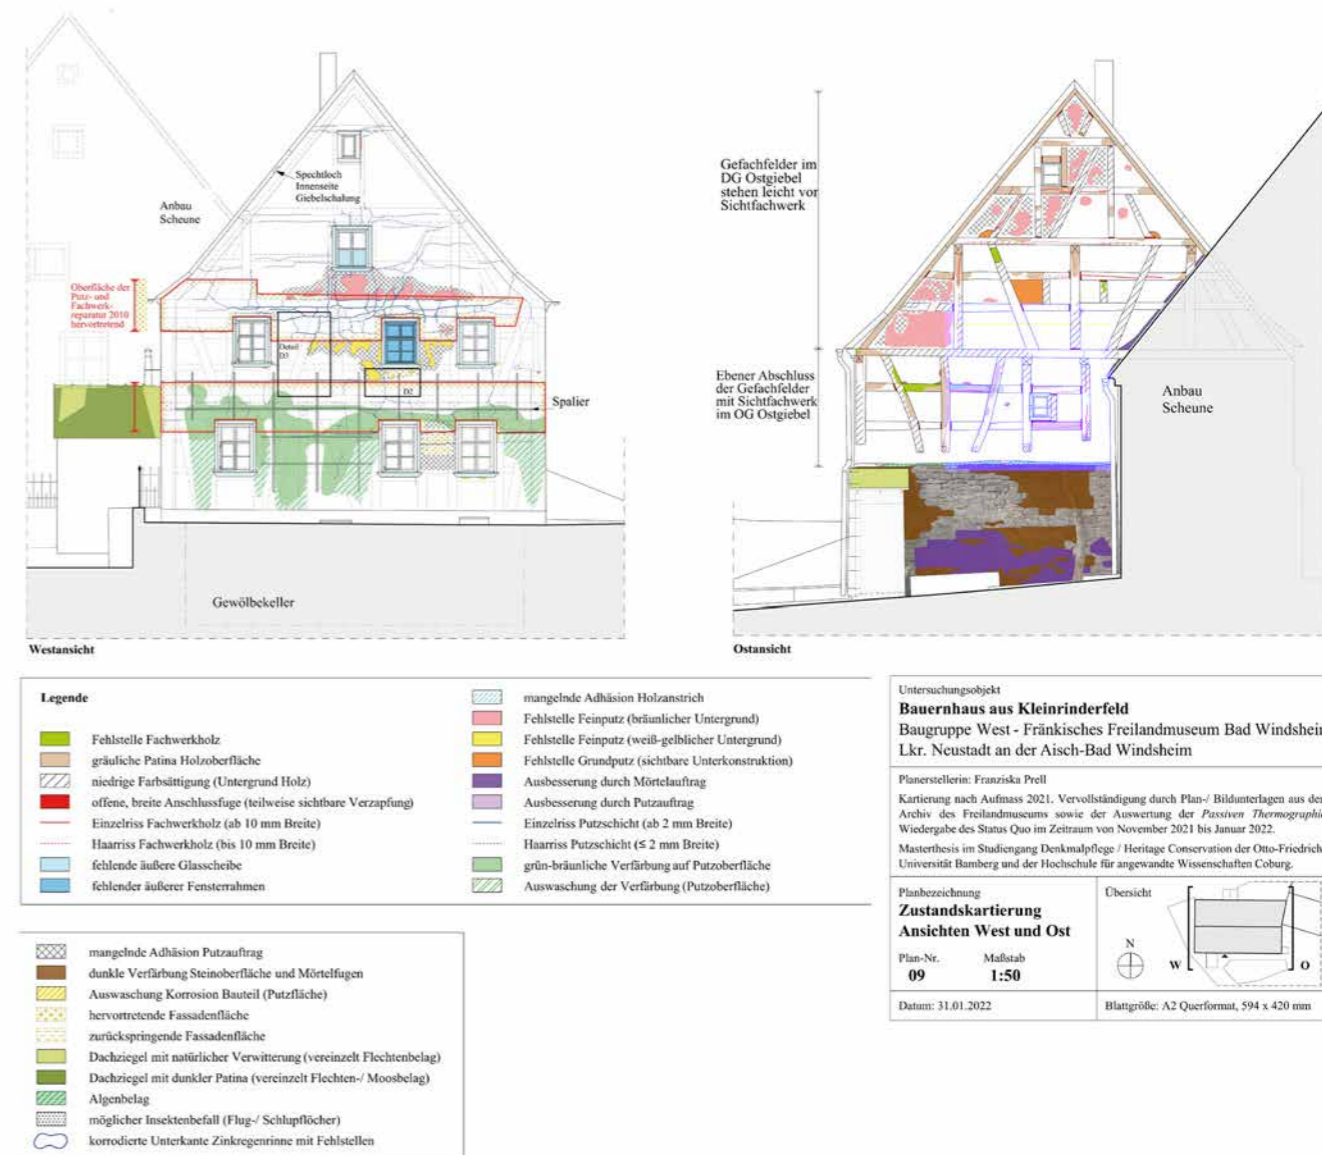 Spechtloch
Innenseite
Giebelschalung
Anbau
Scheune
Oberfläche der
Putz- und
Fachwerk-
reparatur 2010
hervortretend
Detail
D3
D2
Spalier
Gewölbekeller
Westansicht
Gefachfelder im
DG Ostgiebel
stehen leicht vor
Sichtfachwerk
Ebener Abschluss
der Gefachfelder
mit Sichtfachwerk
im OG Ostgiebel
Anbau
Scheune
Ostansicht
Legende
Fehlstelle Fachwerkholz
gräuliche Patina Holzoberfläche
niedrige Farbsättigung (Untergrund Holz)
offene, breite Anschlussfuge (teilweise sichtbare Verzapfung)
Einzelriss Fachwerkholz (ab 10 mm Breite)
Haarriss Fachwerkholz (bis 10 mm Breite)
fehlende äußere Glasscheibe
fehlender äußerer Fensterrahmen
mangelnde Adhäsion Holzanstrich
Fehlstelle Feinputz (bräunlicher Untergrund)
Fehlstelle Feinputz (weiß-gelblicher Untergrund)
Fehlstelle Grundputz (sichtbare Unterkonstruktion)
Ausbesserung durch Mörtelauftrag
Ausbesserung durch Putzauftrag
Einzelriss Putzschicht (ab 2 mm Breite)
Haarriss Putzschicht (≤ 2 mm Breite)
grün-bräunliche Verfärbung auf Putzoberfläche
Auswaschung der Verfärbung (Putzoberfläche)
mangelnde Adhäsion Putzauftrag
dunkle Verfärbung Steinoberfläche und Mörtelfugen
Auswaschung Korrosion Bauteil (Putzfläche)
hervortretende Fassadenfläche
zurückspringende Fassadenfläche
Dachziegel mit natürlicher Verwitterung (vereinzelt Flechtenbelag)
Dachziegel mit dunkler Patina (vereinzelt Flechten-/ Moosbelag)
Algenbelag
möglicher Insektenbefall (Flug-/ Schlupflöcher)
korrodierte Unterkante Zinkregenrinne mit Fehlstellen
Untersuchungsobjekt
Bauernhaus aus Kleinrinderfeld
Baugruppe West - Fränkisches Freilandmuseum Bad Windsheim
Lkr. Neustadt an der Aisch-Bad Windsheim
Planerstellerin: Franziska Prell
Kartierung nach Aufmass 2021. Vervollständigung durch Plan-/ Bildunterlagen aus dem
Archiv des Freilandmuseums sowie der Auswertung der Passiven Thermographie
Wiedergabe des Status Quo im Zeitraum von November 2021 bis Januar 2022.
Masterthesis im Studiengang Denkmalpflege / Heritage Conservation der Otto-Friedrich
Universität Bamberg und der Hochschule für angewandte Wissenschaften Coburg.
Planbezeichnung
Zustandskartierung
Ansichten West und Ost
Plan-Nr. Maßstab
09 1:50
Datum: 31.01.2022
Übersicht
N
W
O
Blattgröße: A2 Querformat, 594 x 420 mm